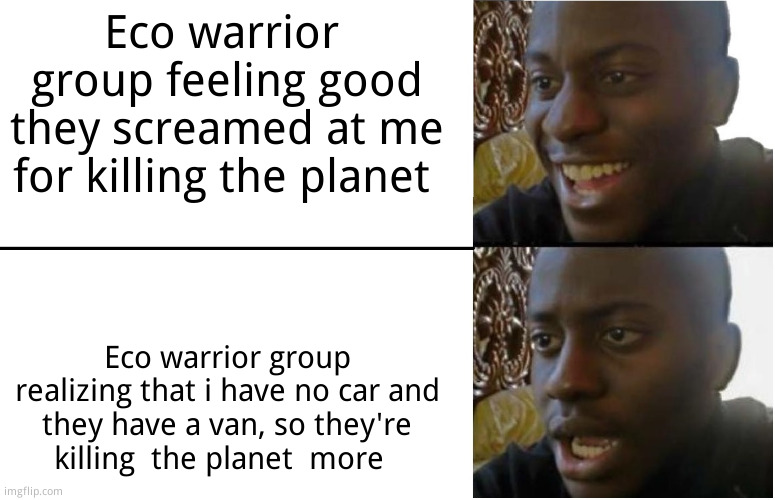 Eco warrior
group feeling good
they screamed at me
for killing the planet
Eco warrior group
realizing that i have no car and
they have a van, so they're
killing the planet more
imgflip.com